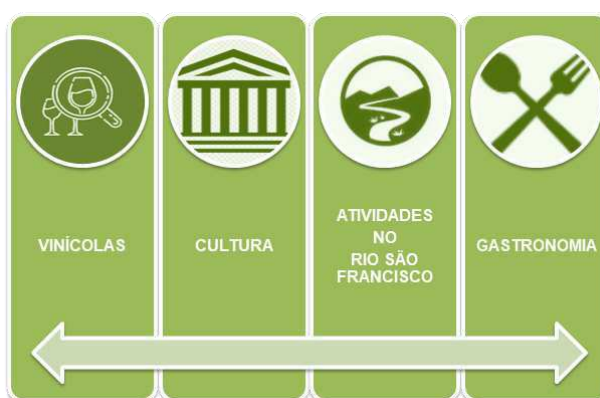 VINÍCOLAS
CULTURA
ATIVIDADES
NO
RIO SÃO
FRANCISCO
GASTRONOMIA